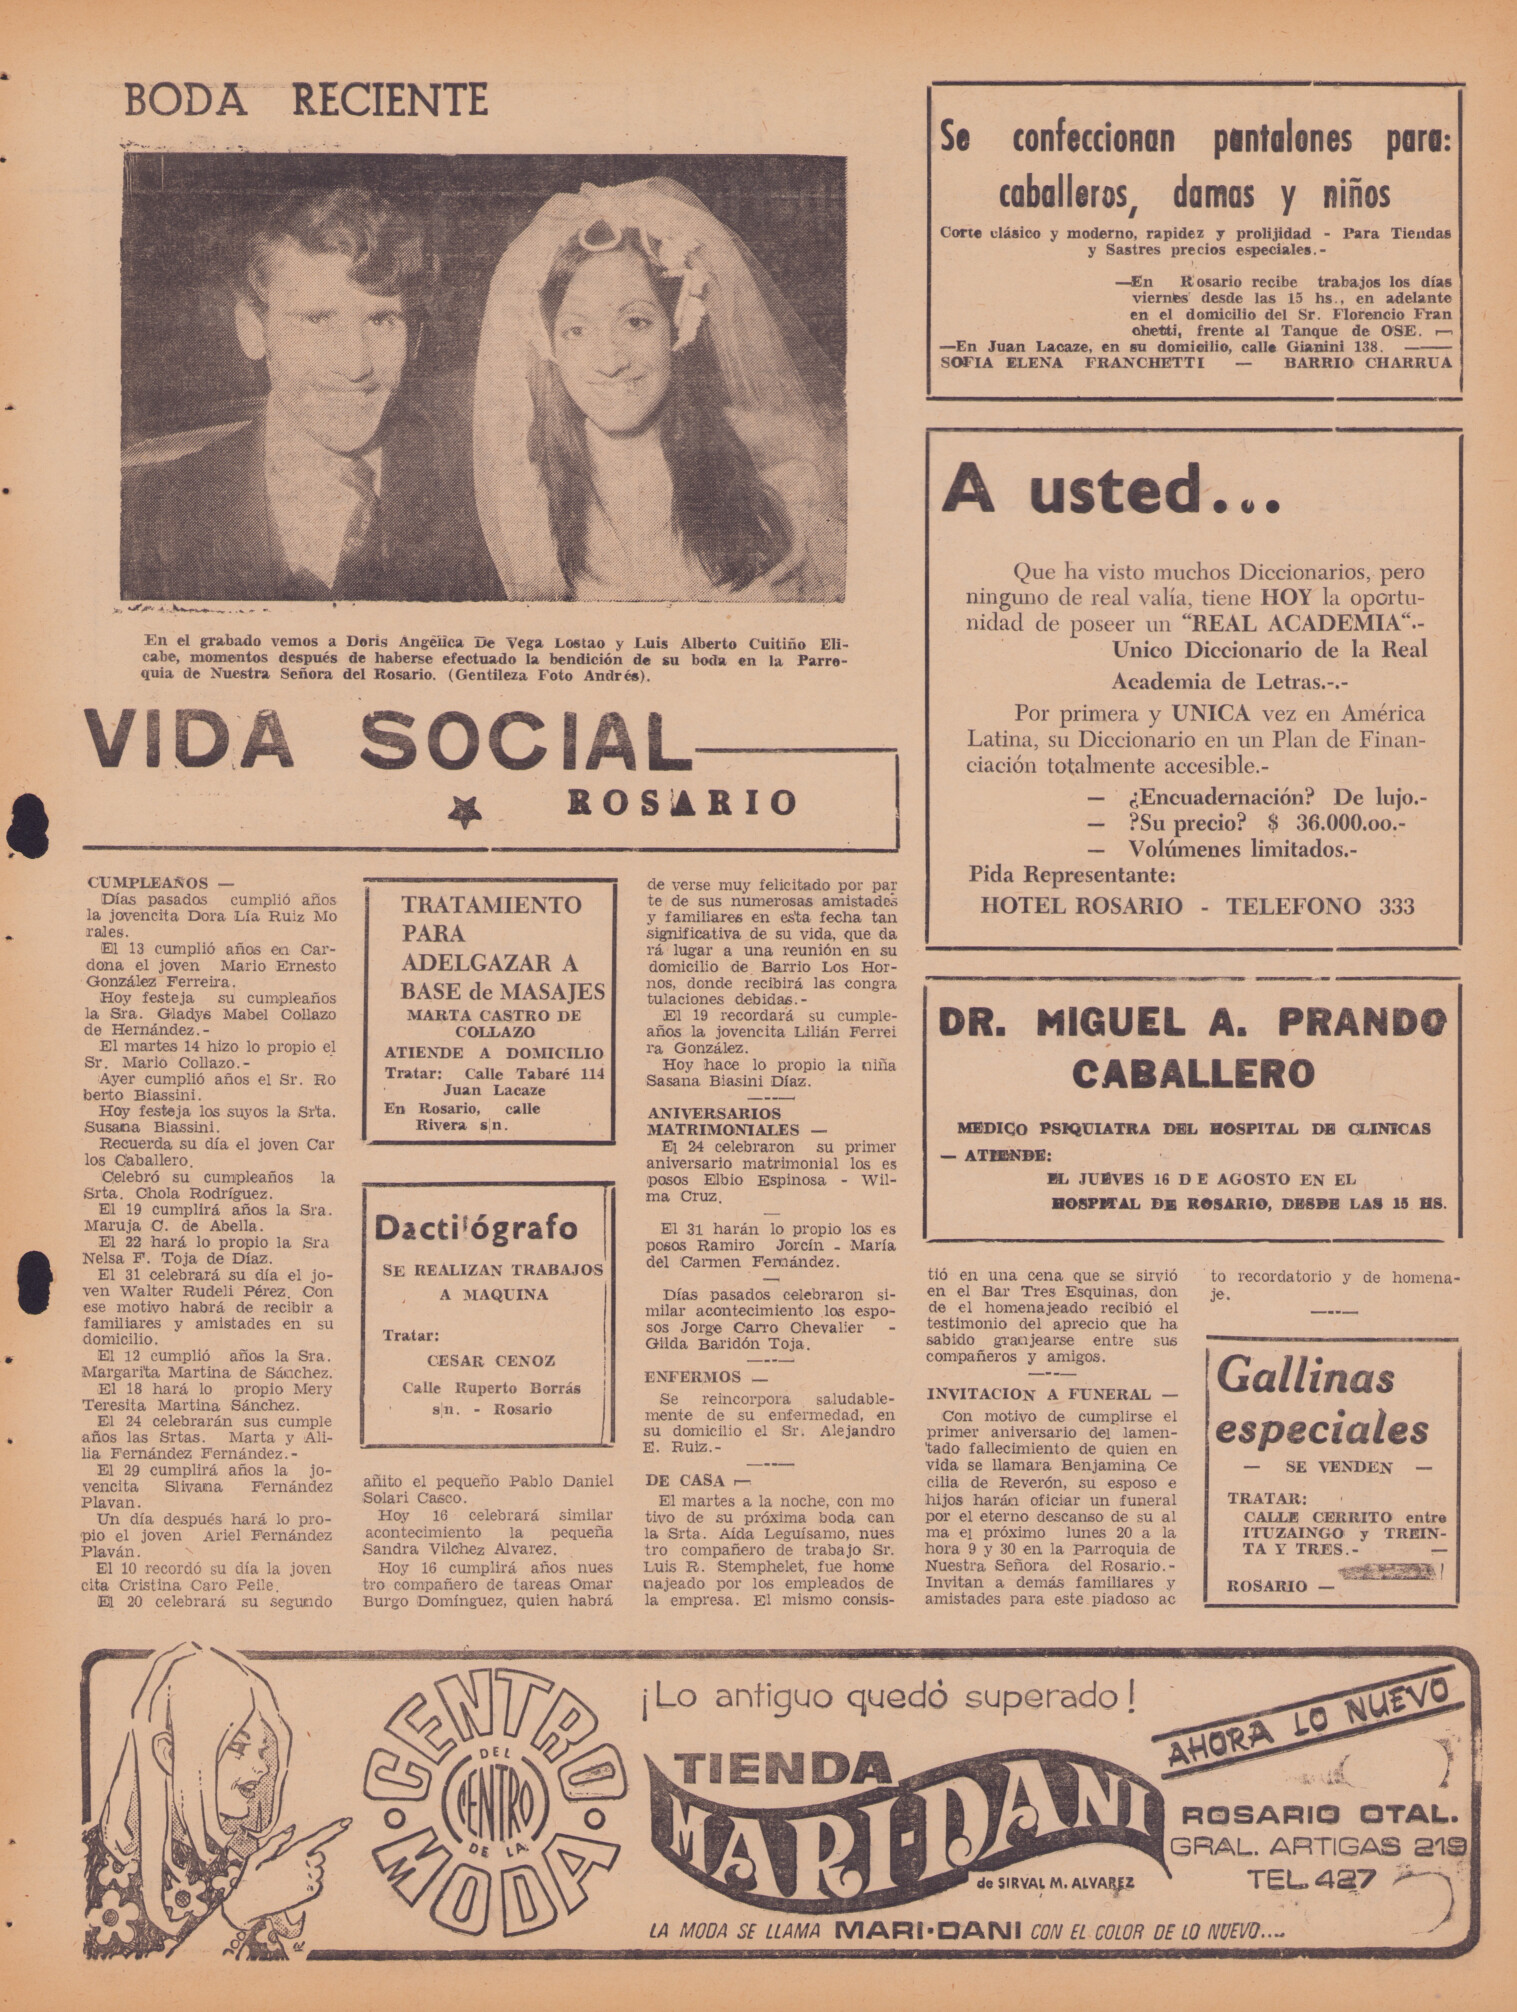 BODA RECIENTE
En el grabado vemos a Doris Angélica De Vega Lostao y Luis Alberto Cuitiño Eli-
cabe, momentos después de haberse efectuado la bendición de su boda en la Parro-
quia de Nuestra Señora del Rosario. (Gentileza Foto Andrés).
VIDA SOCIAL
ROSARIO
CUMPLEAÑOS —
Días pasados cumplió años
la jovencita Dora Lía Ruiz Mo
rales.
El 13 cumplió años en Car-
dona el joven Mario Ernesto
González Ferreira.
Hoy festeja su cumpleaños
la Sra. Gladys Mabel Collazo
de Hernández.-
El martes 14 hizo lo propio el
Sr. Mario Collazo.-
Ayer cumplió años el Sr. Ro
berto Biassini.
Hoy festeja los suyos la Srta.
Susana Biassini.
Recuerda su día el joven Car
los Caballero.
Celebró su cumpleaños la
Srta. Chola Rodríguez.
El 19 cumplirá años la Sra.
Maruja C. de Abella.
El 22 hará lo propio la Sra
Nelsa F. Toja de Díaz.
El 31 celebrará su día el jo-
ven Walter Rudeli Pérez. Con
ese motivo habrá de recibir a
familiares y amistades en su
domicilio.
El 12 cumplió años la Sra.
Margarita Martina de Sánchez.
El 18 hará lo propio Mery
Teresita Martina Sánchez.
El 24 celebrarán sus cumple
años las Srtas. Marta y Ali-
lia Fernández Fernández.-
El 29 cumplirá años la jo-
vencita Slivana Fernández
Plavan.
Un día después hará lo pro-
pio el joven Ariel Fernández
Plaván.
El 10 recordó su día la joven
cita Cristina Caro Pelle.
El 20 celebrará su segundo
TRATAMIENTO
PARA
ADELGAZAR A
BASE de MASAJES
MARTA CASTRO DE
COLLAZO
ATIENDE A DOMICILIO
Tratar: Calle Tabaré 114
Juan Lacaze
En Rosario, calle
Rivera s|n.
Dactilógrafo
SE REALIZAN TRABAJOS
A MAQUINA
Tratar:
CESAR CENOZ
Calle Ruperto Borrás
s|n. - Rosario
añito el pequeño Pablo Daniel
Solari Casco.
Hoy 16 celebrará similar
acontecimiento la pequeña
Sandra Vilchez Alvarez.
Hoy 16 cumplirá años nues
tro compañero de tareas Omar
Burgo Domínguez, quien habrá
de verse muy felicitado por par
te de sus numerosas amistades
y familiares en esta fecha tan
significativa de su vida, que da
rá lugar a una reunión en su
domicilio de Barrio Los Hor-
nos, donde recibirá las congra
tulaciones debidas.-
El 19 recordará su cumple-
años la jovencita Lilián Ferrei
ra González.
Hoy hace lo propio la niña
Sasana Biasini Díaz.
ANIVERSARIOS
MATRIMONIALES —
El 24 celebraron su primer
aniversario matrimonial los es
posos Elbio Espinosa - Wil-
ma Cruz.
El 31 harán lo propio los es
posos Ramiro Jorcín - María
del Carmen Fernández.
Días pasados celebraron si-
milar acontecimiento los espo-
sos Jorge Carro Chevalier -
Gilda Baridón Toja.
ENFERMOS —
Se reincorpora saludable-
mente de su enfermedad, en
su domicilio el Sr. Alejandro
E. Ruiz.-
DE CASA —
El martes a la noche, con mo
tivo de su próxima boda can
la Srta. Aída Leguísamo, nues
tro compañero de trabajo Sr.
Luis R. Stemphelet, fue home
najeado por los empleados de
la empresa. El mismo consis-
tió en una cena que se sirvió
en el Bar Tres Esquinas, don
de el homenajeado recibió el
testimonio del aprecio que ha
sabido granjearse entre sus
compañeros y amigos.
INVITACION A FUNERAL —
Con motivo de cumplirse el
primer aniversario del lamen-
tado fallecimiento de quien en
vida se llamara Benjamina Ce
cilia de Reverón, su esposo e
hijos harán oficiar un funeral
por el eterno descanso de su al
ma el próximo lunes 20 a la
hora 9 y 30 en la Parroquia de
Nuestra Señora del Rosario.-
Invitan a demás familiares y
amistades para este piadoso ac
to recordatorio y de homena-
je.
Se confeccionan pantalones para:
caballeros, damas y niños
Corte clásico y moderno, rapidez y prolijidad - Para Tiendas
y Sastres precios especiales.-
—En Rosario recibe trabajos los días
viernes desde las 15 hs., en adelante
en el domicilio del Sr. Florencio Fran
chetti, frente al Tanque de OSE. —
—En Juan Lacaze, en su domicilio, calle Gianini 138. ——
SOFIA ELENA FRANCHETTI — BARRIO CHARRUA
A usted...
Que ha visto muchos Diccionarios, pero
ninguno de real valía, tiene HOY la oportu-
nidad de poseer un "REAL ACADEMIA".-
Unico Diccionario de la Real
Academia de Letras.-.-
Por primera y UNICA vez en América
Latina, su Diccionario en un Plan de Finan-
ciación totalmente accesible.-
— ¿Encuadernación? De lujo.-
— ?Su precio? $ 36.000.oo.-
— Volúmenes limitados.-
Pida Representante:
HOTEL ROSARIO - TELEFONO 333
DR. MIGUEL A. PRANDO
CABALLERO
MEDICO PSIQUIATRA DEL HOSPITAL DE CLINICAS
— ATIENDE:
EL JUEVES 16 DE AGOSTO EN EL
HOSPITAL DE ROSARIO, DESDE LAS 15 HS.
Gallinas
especiales
— SE VENDEN —
TRATAR:
CALLE CERRITO entre
ITUZAINGO y TREIN-
TA Y TRES.- —
ROSARIO —
CENTRO
DEL
CENTRO
DE LA
MODA
¡Lo antiguo quedó superado!
AHORA LO NUEVO
TIENDA
MARI-DANI
de SIRVAL M. ALVAREZ
ROSARIO OTAL.
GRAL. ARTIGAS 219
TEL. 427
LA MODA SE LLAMA MARI-DANI CON EL COLOR DE LO NUEVO....